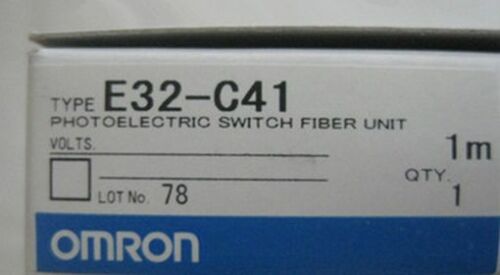 TYPE E32-C41
PHOTOELECTRIC SWITCH FIBER UNIT
VOLTS.
1m
QTY.
LOT No. 78
1
OMRON